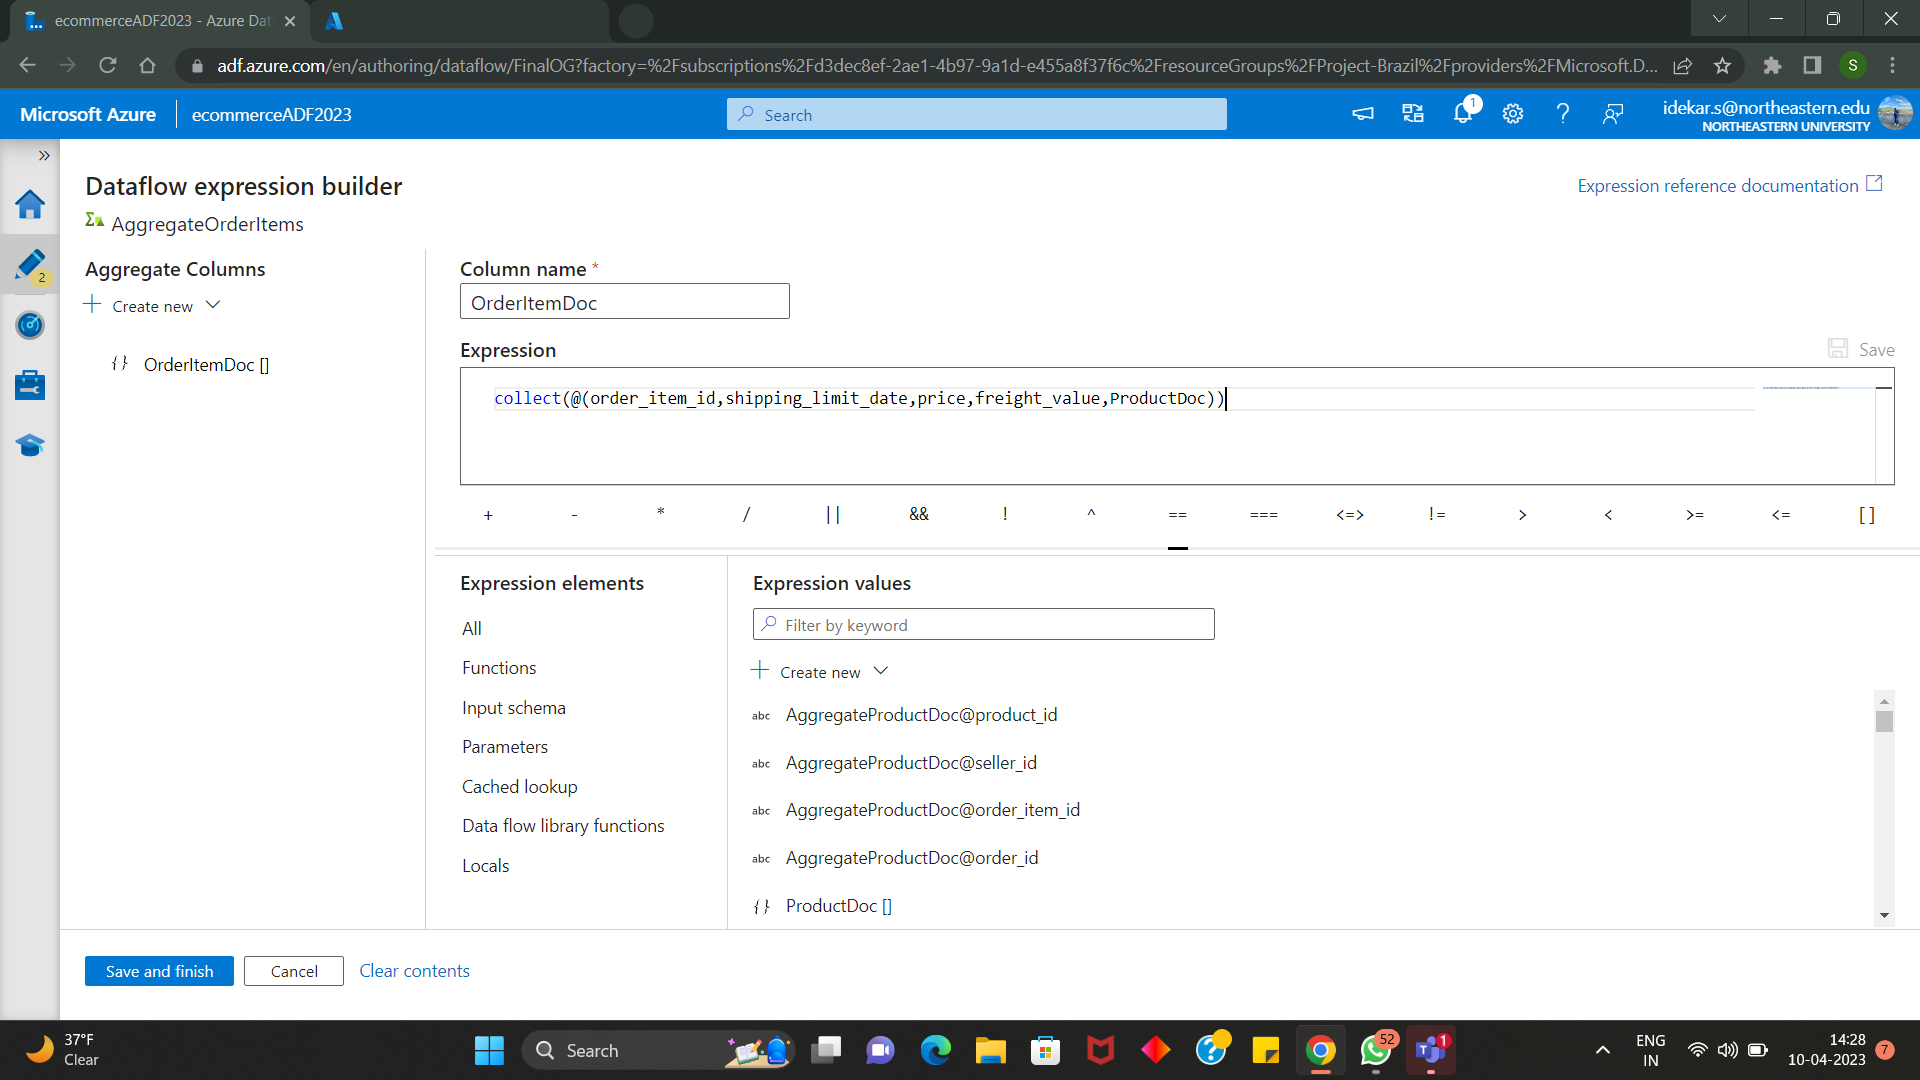 ecommerceADF2023 - Azure Dat
adf.azure.com/en/authoring/dataflow/FinalOG?factory=%2Fsubscriptions%2Fd3dec8ef-2ae1-4b97-9a1d-e455a8f37f6c%2FresourceGroups%2FProject-Brazil%2Fproviders%2FMicrosoft.D...
S
Microsoft Azure
ecommerceADF2023
Search
1
idekar.s@northeastern.edu
NORTHEASTERN UNIVERSITY
Dataflow expression builder
Expression reference documentation
AggregateOrderItems
2
Aggregate Columns
Create new
{ } OrderItemDoc []
Column name *
OrderItemDoc
Expression
Save
collect(@(order_item_id,shipping_limit_date,price,freight_value,ProductDoc))
+ - * / || && ! ^ == === <=> != > < >= <= [ ]
Expression elements
All
Functions
Input schema
Parameters
Cached lookup
Data flow library functions
Locals
Expression values
Filter by keyword
Create new
abc AggregateProductDoc@product_id
abc AggregateProductDoc@seller_id
abc AggregateProductDoc@order_item_id
abc AggregateProductDoc@order_id
{ } ProductDoc []
Save and finish
Cancel
Clear contents
37°F
Clear
Search
52
1
ENG
IN
14:28
10-04-2023
7